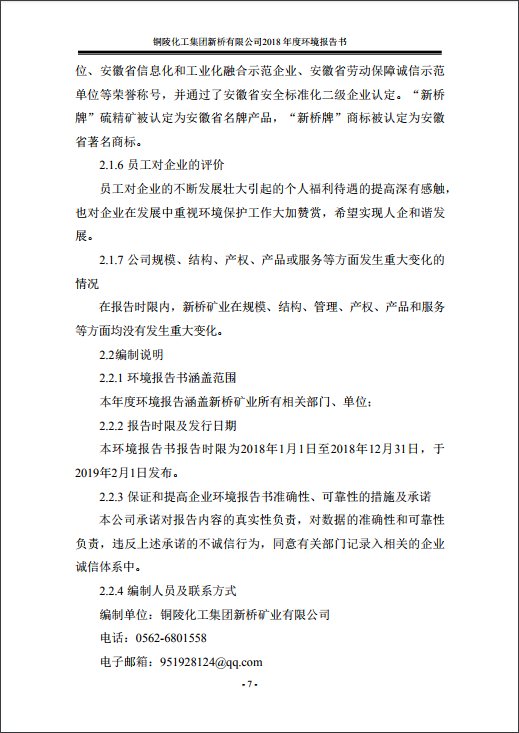 铜陵化工集团新桥有限公司2018 年度环境报告书
位、安徽省信息化和工业化融合示范企业、安徽省劳动保障诚信示范
单位等荣誉称号，并通过了安徽省安全标准化二级企业认定。“新桥
牌”硫精矿被认定为安徽省名牌产品，“新桥牌”商标被认定为安徽
省著名商标。
2.1.6 员工对企业的评价
员工对企业的不断发展壮大引起的个人福利待遇的提高深有感触，
也对企业在发展中重视环境保护工作大加赞赏，希望实现人企和谐发
展。
2.1.7 公司规模、结构、产权、产品或服务等方面发生重大变化的
情况
在报告时限内，新桥矿业在规模、结构、管理、产权、产品和服务
等方面均没有发生重大变化。
2.2编制说明
2.2.1 环境报告书涵盖范围
本年度环境报告涵盖新桥矿业所有相关部门、单位；
2.2.2 报告时限及发行日期
本环境报告书报告时限为2018年1月1日至2018年12月31日，于
2019年2月1日发布。
2.2.3 保证和提高企业环境报告书准确性、可靠性的措施及承诺
本公司承诺对报告内容的真实性负责，对数据的准确性和可靠性
负责，违反上述承诺的不诚信行为，同意有关部门记录入相关的企业
诚信体系中。
2.2.4 编制人员及联系方式
编制单位：铜陵化工集团新桥矿业有限公司
电话：0562-6801558
电子邮箱：951928124@qq.com
- 7 -